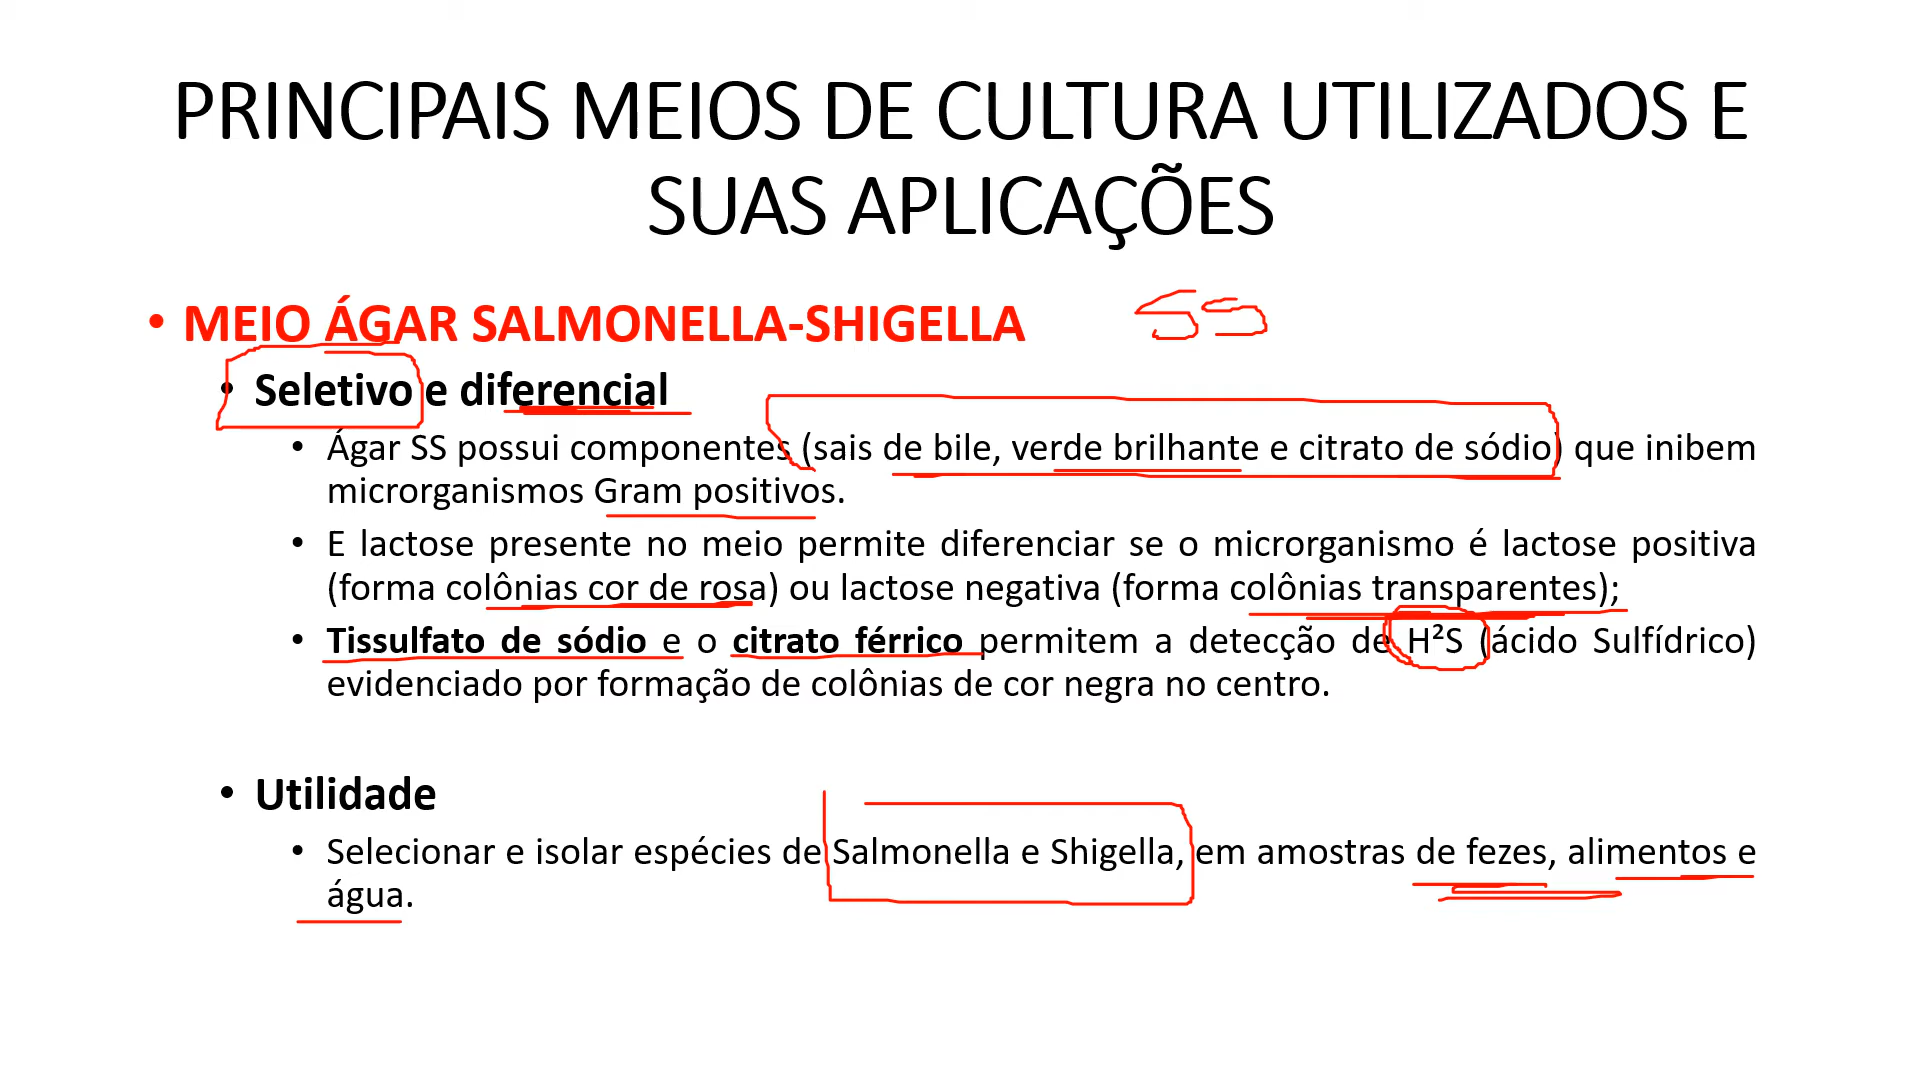 PRINCIPAIS MEIOS DE CULTURA UTILIZADOS E
SUAS APLICAÇÕES
• MEIO ÁGAR SALMONELLA-SHIGELLA SS
• Seletivo e diferencial
• Ágar SS possui componentes (sais de bile, verde brilhante e citrato de sódio) que inibem
microrganismos Gram positivos.
• E lactose presente no meio permite diferenciar se o microrganismo é lactose positiva
(forma colônias cor de rosa) ou lactose negativa (forma colônias transparentes);
• Tissulfato de sódio e o citrato férrico permitem a detecção de H²S (ácido Sulfídrico)
evidenciado por formação de colônias de cor negra no centro.
• Utilidade
• Selecionar e isolar espécies de Salmonella e Shigella, em amostras de fezes, alimentos e
água.